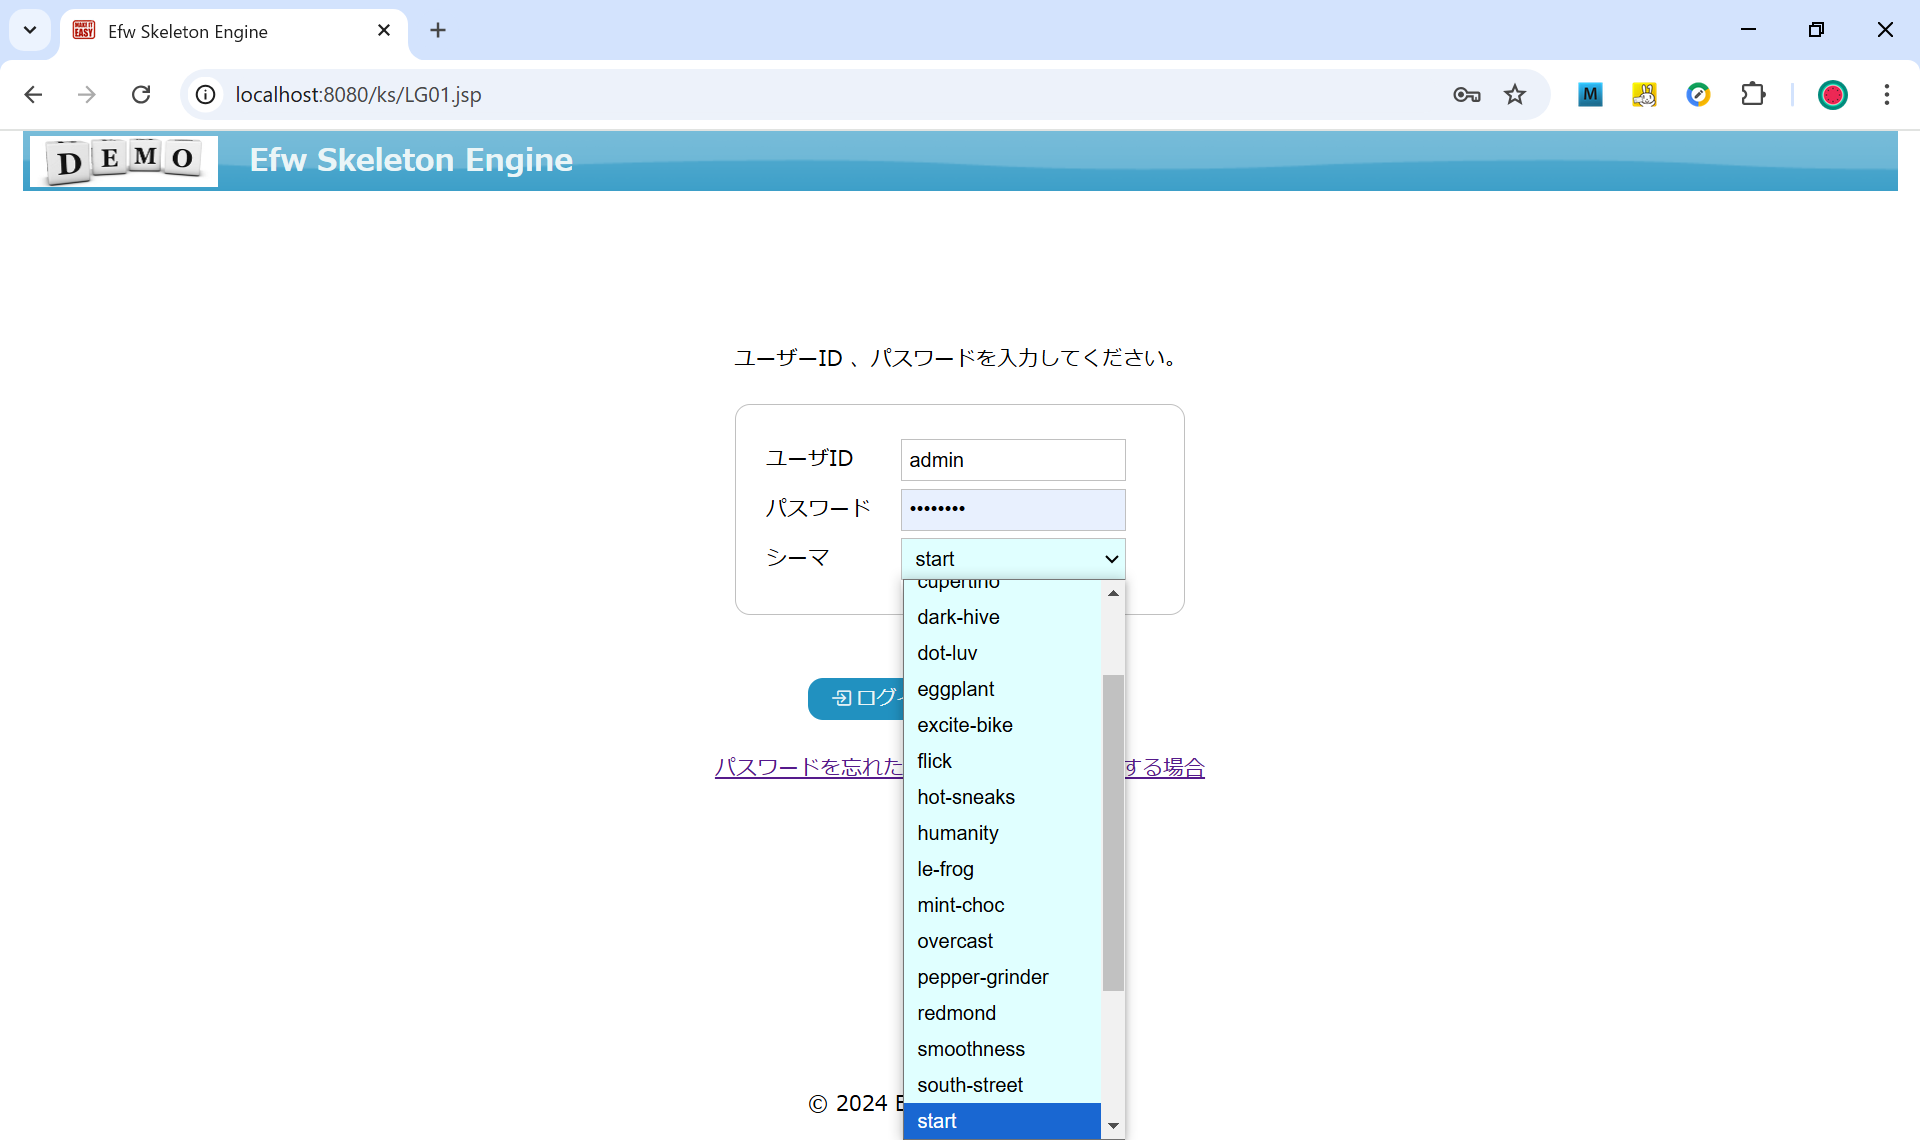 Efw Skeleton Engine
localhost:8080/ks/LG01.jsp
M
DEMO
Efw Skeleton Engine
ユーザーID 、パスワードを入力してください。
ユーザID
admin
パスワード
••••••••
シーマ
start
cupertino
dark-hive
dot-luv
eggplant
excite-bike
flick
hot-sneaks
humanity
le-frog
mint-choc
overcast
pepper-grinder
redmond
smoothness
south-street
start
ログ
パスワードを忘れた
する場合
© 2024